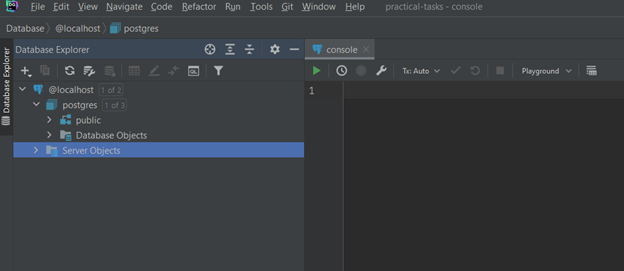 File Edit View Navigate Code Refactor Run Tools Git Window Help practical-tasks - console
Database @localhost postgres
Database Explorer
console
Tx: Auto Playground
@localhost 1 of 2
postgres 1 of 3
public
Database Objects
Server Objects
1
Database Explorer